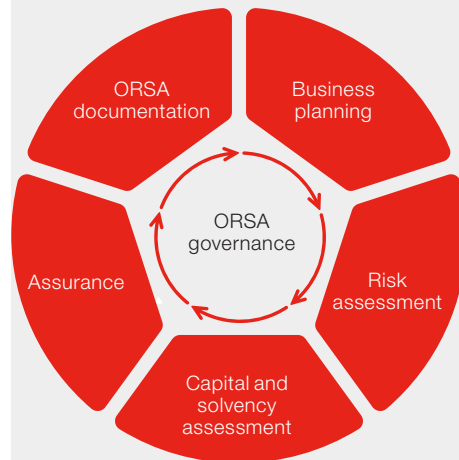 ORSA
documentation
Business
planning
ORSA
governance
Assurance
Risk
assessment
Capital and
solvency
assessment